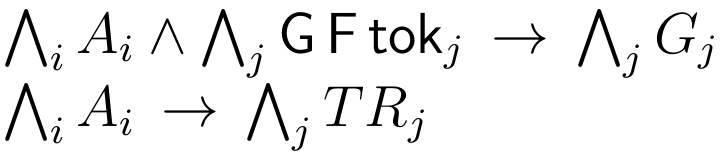 ⋀ᵢ Aᵢ ∧ ⋀ⱼ G F tokⱼ → ⋀ⱼ Gⱼ
⋀ᵢ Aᵢ → ⋀ⱼ TRⱼ